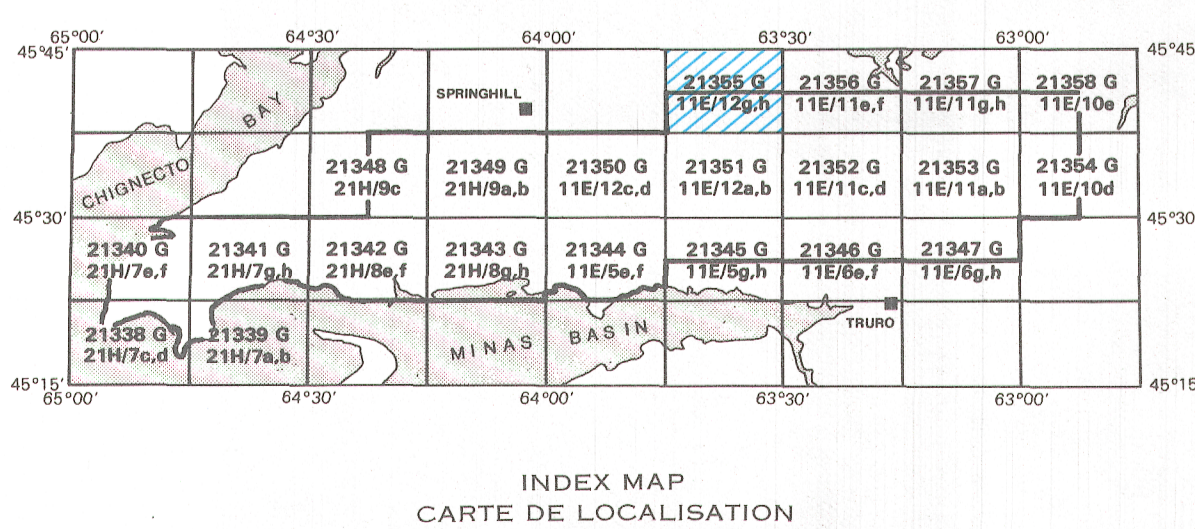 65°00' 64°30' 64°00' 63°30' 63°00'
45°45' 45°45'
21355 G 21356 G 21357 G 21358 G
11E/12g,h 11E/11e,f 11E/11g,h 11E/10e
SPRINGHILL
CHIGNECTO BAY
21348 G 21349 G 21350 G 21351 G 21352 G 21353 G 21354 G
21H/9c 21H/9a,b 11E/12c,d 11E/12a,b 11E/11c,d 11E/11a,b 11E/10d
45°30' 45°30'
21340 G 21341 G 21342 G 21343 G 21344 G 21345 G 21346 G 21347 G
21H/7e,f 21H/7g,h 21H/8e,f 21H/8g,h 11E/5e,f 11E/5g,h 11E/6e,f 11E/6g,h
21338 G 21339 G
21H/7c,d 21H/7a,b
MINAS BASIN
TRURO
45°15' 45°15'
65°00' 64°30' 64°00' 63°30' 63°00'
INDEX MAP
CARTE DE LOCALISATION